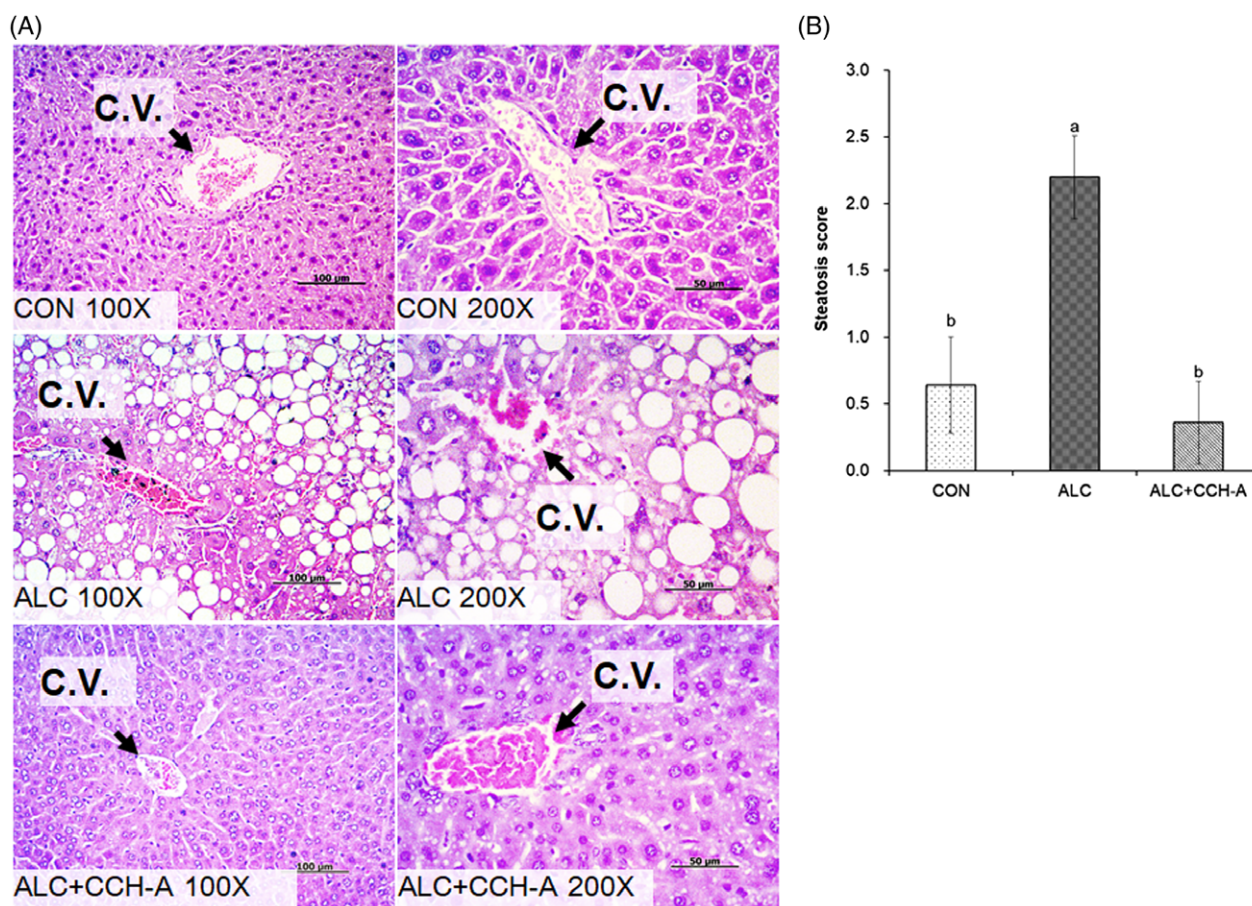 (A)
C.V.
C.V.
100 μm
50 μm
CON 100X
CON 200X
C.V.
C.V.
100 μm
50 μm
ALC 100X
ALC 200X
C.V.
C.V.
100 μm
50 μm
ALC+CCH-A 100X
ALC+CCH-A 200X
(B)
3.0
2.5
2.0
1.5
1.0
0.5
0.0
Steatosis score
b
a
b
CON
ALC
ALC+CCH-A